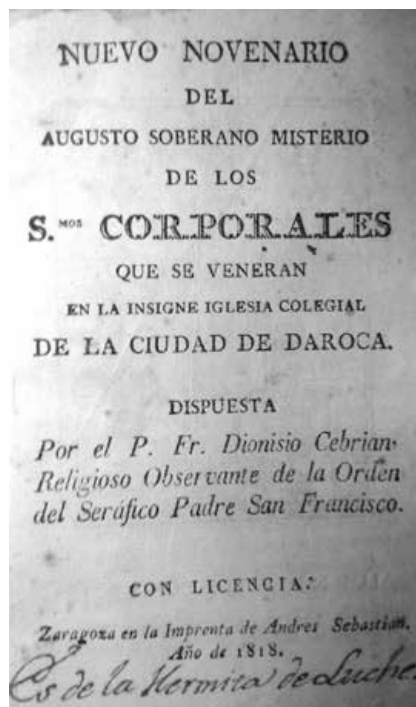 NUEVO NOVENARIO
DEL
AUGUSTO SOBERANO MISTERIO
DE LOS
S.ᵐᵒˢ CORPORALES
QUE SE VENERAN
EN LA INSIGNE IGLESIA COLEGIAL
DE LA CIUDAD DE DAROCA.
DISPUESTA
Por el P. Fr. Dionisio Cebrian,
Religioso Observante de la Orden
del Seráfico Padre San Francisco.
CON LICENCIA:
Zaragoza en la Imprenta de Andres Sebastian.
Año de 1818.
Es de la Hermita de Luche